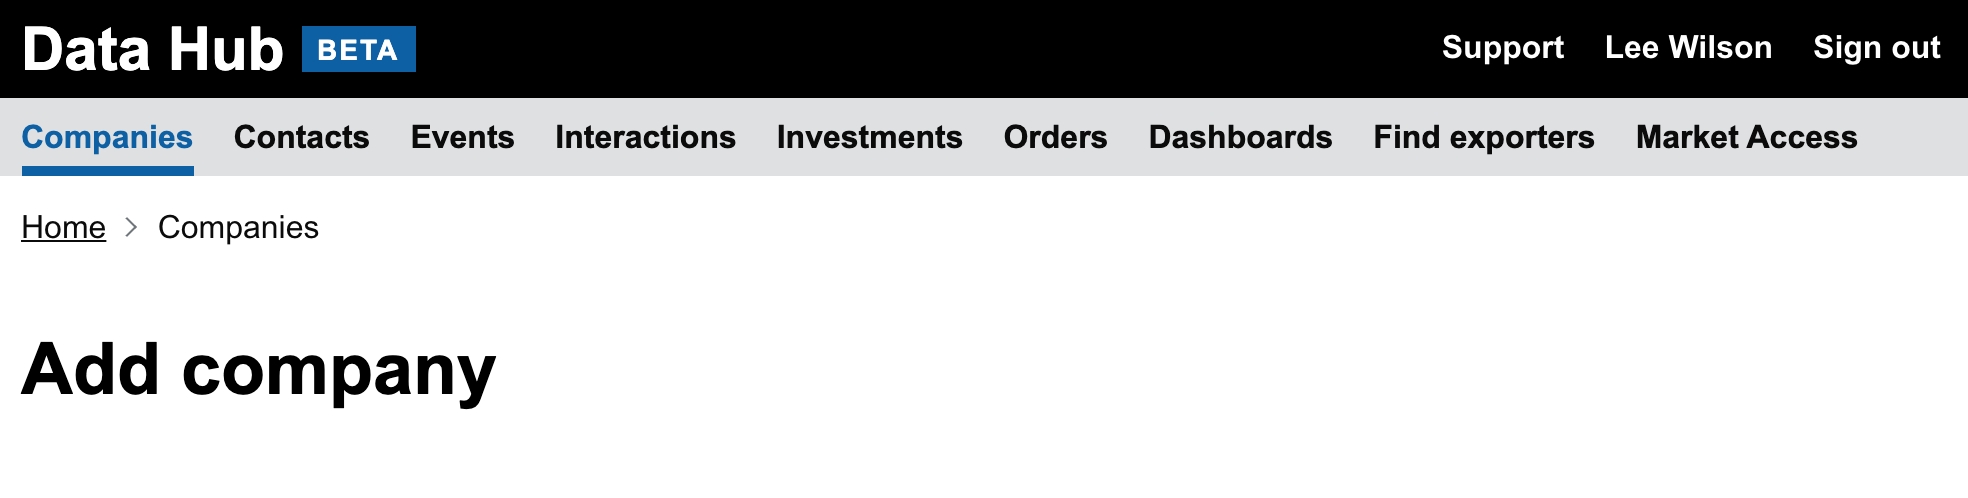 Data Hub BETA Support Lee Wilson Sign out
Companies Contacts Events Interactions Investments Orders Dashboards Find exporters Market Access
Home > Companies
Add company